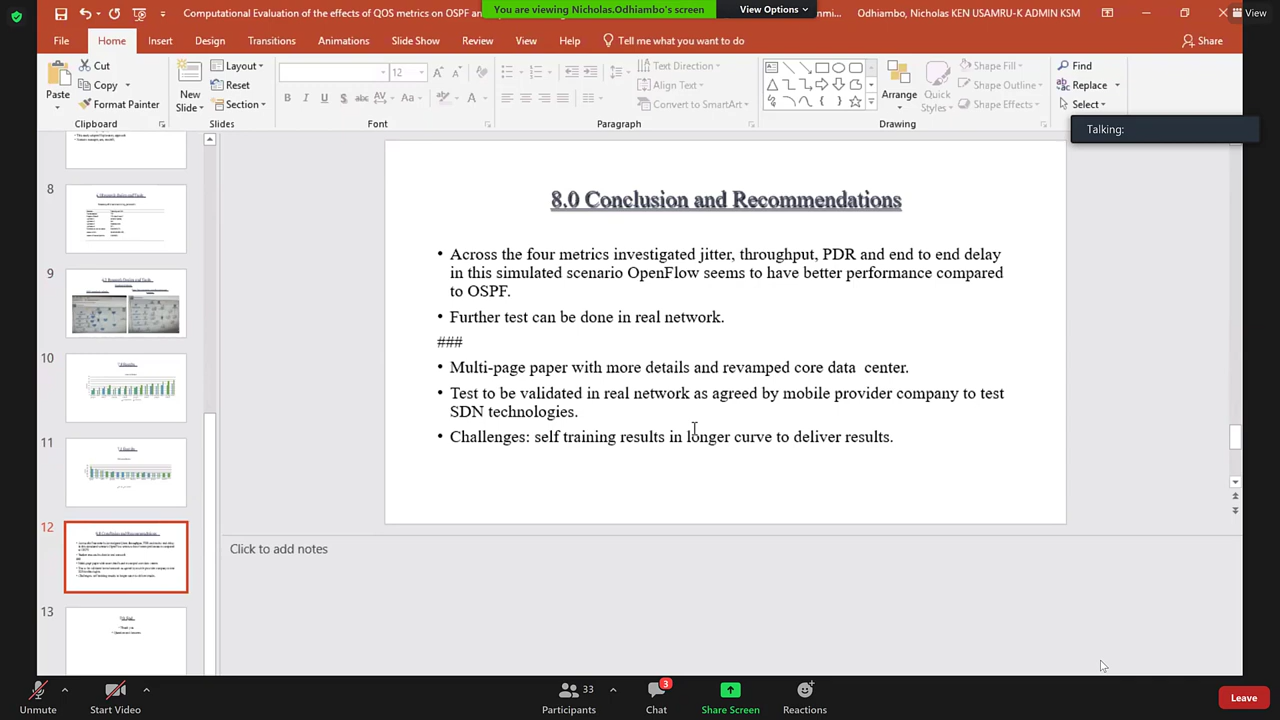 Computational Evaluation of the effects of QOS metrics on OSPF and
You are viewing Nicholas.Odhiambo's screen
View Options
Odhiambo, Nicholas KEN USAMRU-K ADMIN KSM
View
File Home Insert Design Transitions Animations Slide Show Review View Help Tell me what you want to do Share
Paste
Cut
Copy
Format Painter
Clipboard
New Slide
Layout
Reset
Section
Slides
12
Font
Text Direction
Align Text
Convert to SmartArt
Paragraph
Arrange
Quick Styles
Shape Fill
Shape Outline
Shape Effects
Drawing
Find
Replace
Select
Talking:
8
9
10
11
12
13
8.0 Conclusion and Recommendations
• Across the four metrics investigated jitter, throughput, PDR and end to end delay
in this simulated scenario OpenFlow seems to have better performance compared
to OSPF.
• Further test can be done in real network.
###
• Multi-page paper with more details and revamped core data center.
• Test to be validated in real network as agreed by mobile provider company to test
SDN technologies.
• Challenges: self training results in longer curve to deliver results.
Click to add notes
Unmute
Start Video
33
Participants
3
Chat
Share Screen
Reactions
Leave